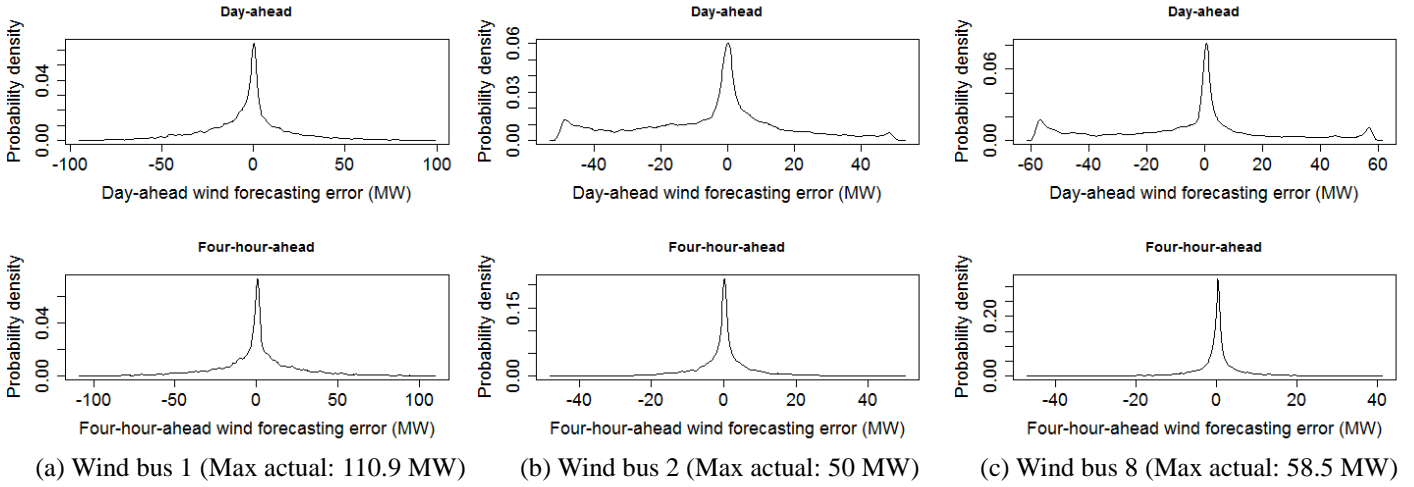 Day-ahead
Probability density
0.00
0.04
-100
-50
0
50
100
Day-ahead wind forecasting error (MW)
Four-hour-ahead
Probability density
0.00
0.04
-100
-50
0
50
100
Four-hour-ahead wind forecasting error (MW)
(a) Wind bus 1 (Max actual: 110.9 MW)
Day-ahead
Probability density
0.00
0.03
0.06
-40
-20
0
20
40
Day-ahead wind forecasting error (MW)
Four-hour-ahead
Probability density
0.00
0.15
-40
-20
0
20
40
Four-hour-ahead wind forecasting error (MW)
(b) Wind bus 2 (Max actual: 50 MW)
Day-ahead
Probability density
0.00
0.06
-60
-40
-20
0
20
40
60
Day-ahead wind forecasting error (MW)
Four-hour-ahead
Probability density
0.00
0.20
-40
-20
0
20
40
Four-hour-ahead wind forecasting error (MW)
(c) Wind bus 8 (Max actual: 58.5 MW)